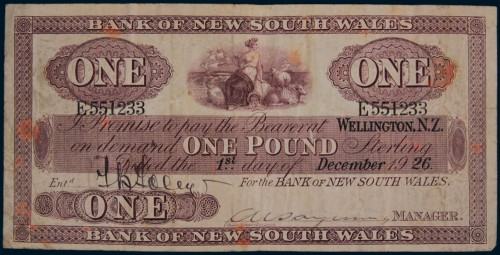 BANK OF NEW SOUTH WALES
ONE ONE
E551233 E551233
I Promise to pay the Bearer at WELLINGTON, N.Z.
on demand ONE POUND Sterling
Dated the 1st day of December 1926.
Entd For the BANK OF NEW SOUTH WALES.
ONE
MANAGER.
BANK OF NEW SOUTH WALES